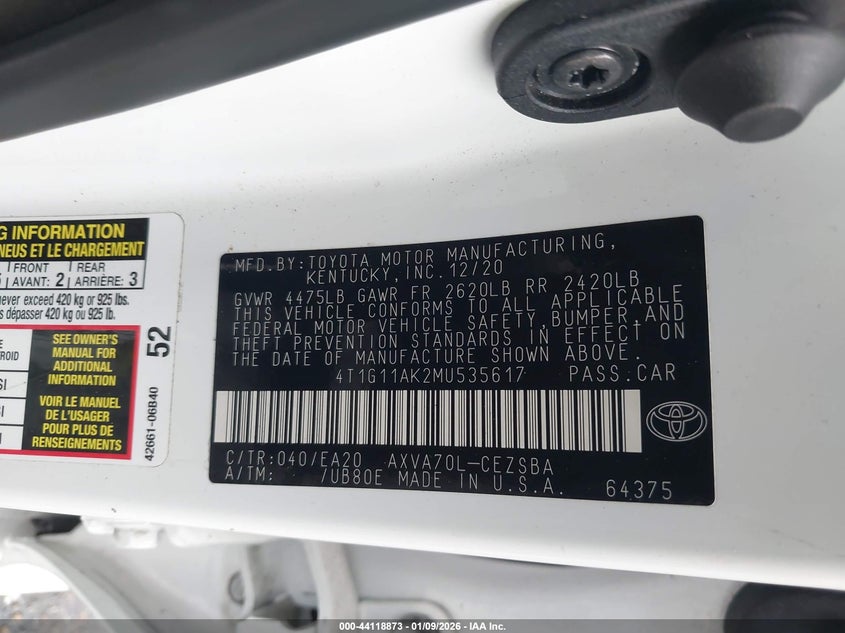 G INFORMATION
NEUS ET LE CHARGEMENT
FRONT REAR
AVANT: 2 ARRIÈRE: 3
never exceed 420 kg or 925 lbs.
s dépasser 420 kg ou 925 lb.
SEE OWNER'S
MANUAL FOR
ADDITIONAL
INFORMATION
VOIR LE MANUEL
DE L'USAGER
POUR PLUS DE
RENSEIGNEMENTS
52
42661-06B40
MFD.BY:TOYOTA MOTOR MANUFACTURING,
KENTUCKY,INC.12/20
GVWR 4475LB GAWR FR 2620LB RR 2420LB
THIS VEHICLE CONFORMS TO ALL APPLICABLE
FEDERAL MOTOR VEHICLE SAFETY,BUMPER,AND
THEFT PREVENTION STANDARDS IN EFFECT ON
THE DATE OF MANUFACTURE SHOWN ABOVE.
4T1G11AK2MU535617 PASS.CAR
C/TR:040/EA20 AXVA70L-CEZSBA
A/TM: /UB80E MADE IN U.S.A. 64375
000-44118873 - 01/09/2026 - IAA Inc.